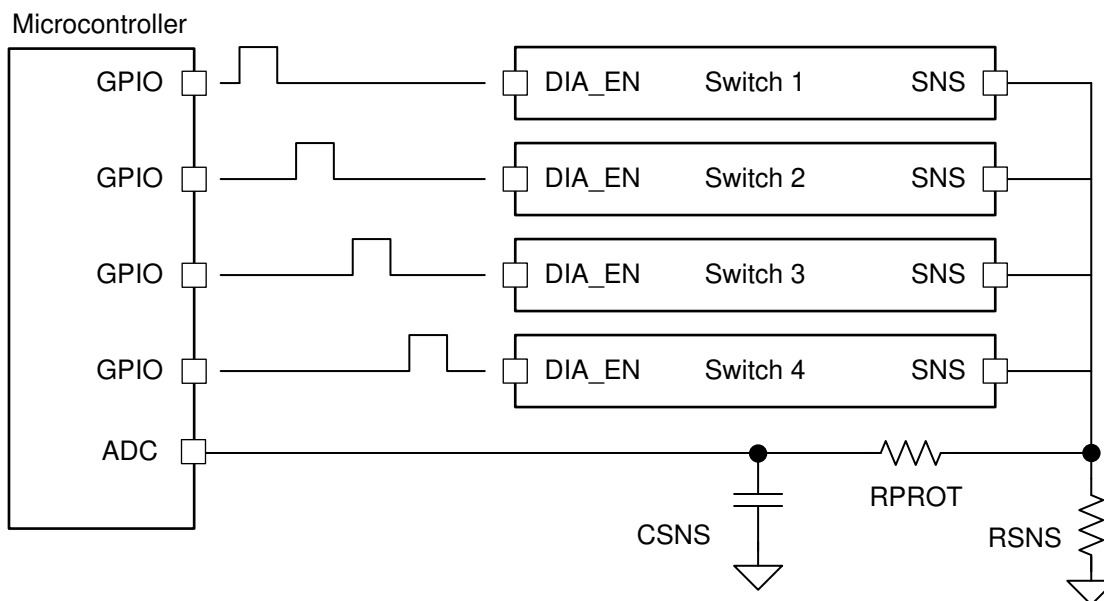 Microcontroller
GPIO DIA_EN Switch 1 SNS
GPIO DIA_EN Switch 2 SNS
GPIO DIA_EN Switch 3 SNS
GPIO DIA_EN Switch 4 SNS
ADC
RPROT
CSNS
RSNS